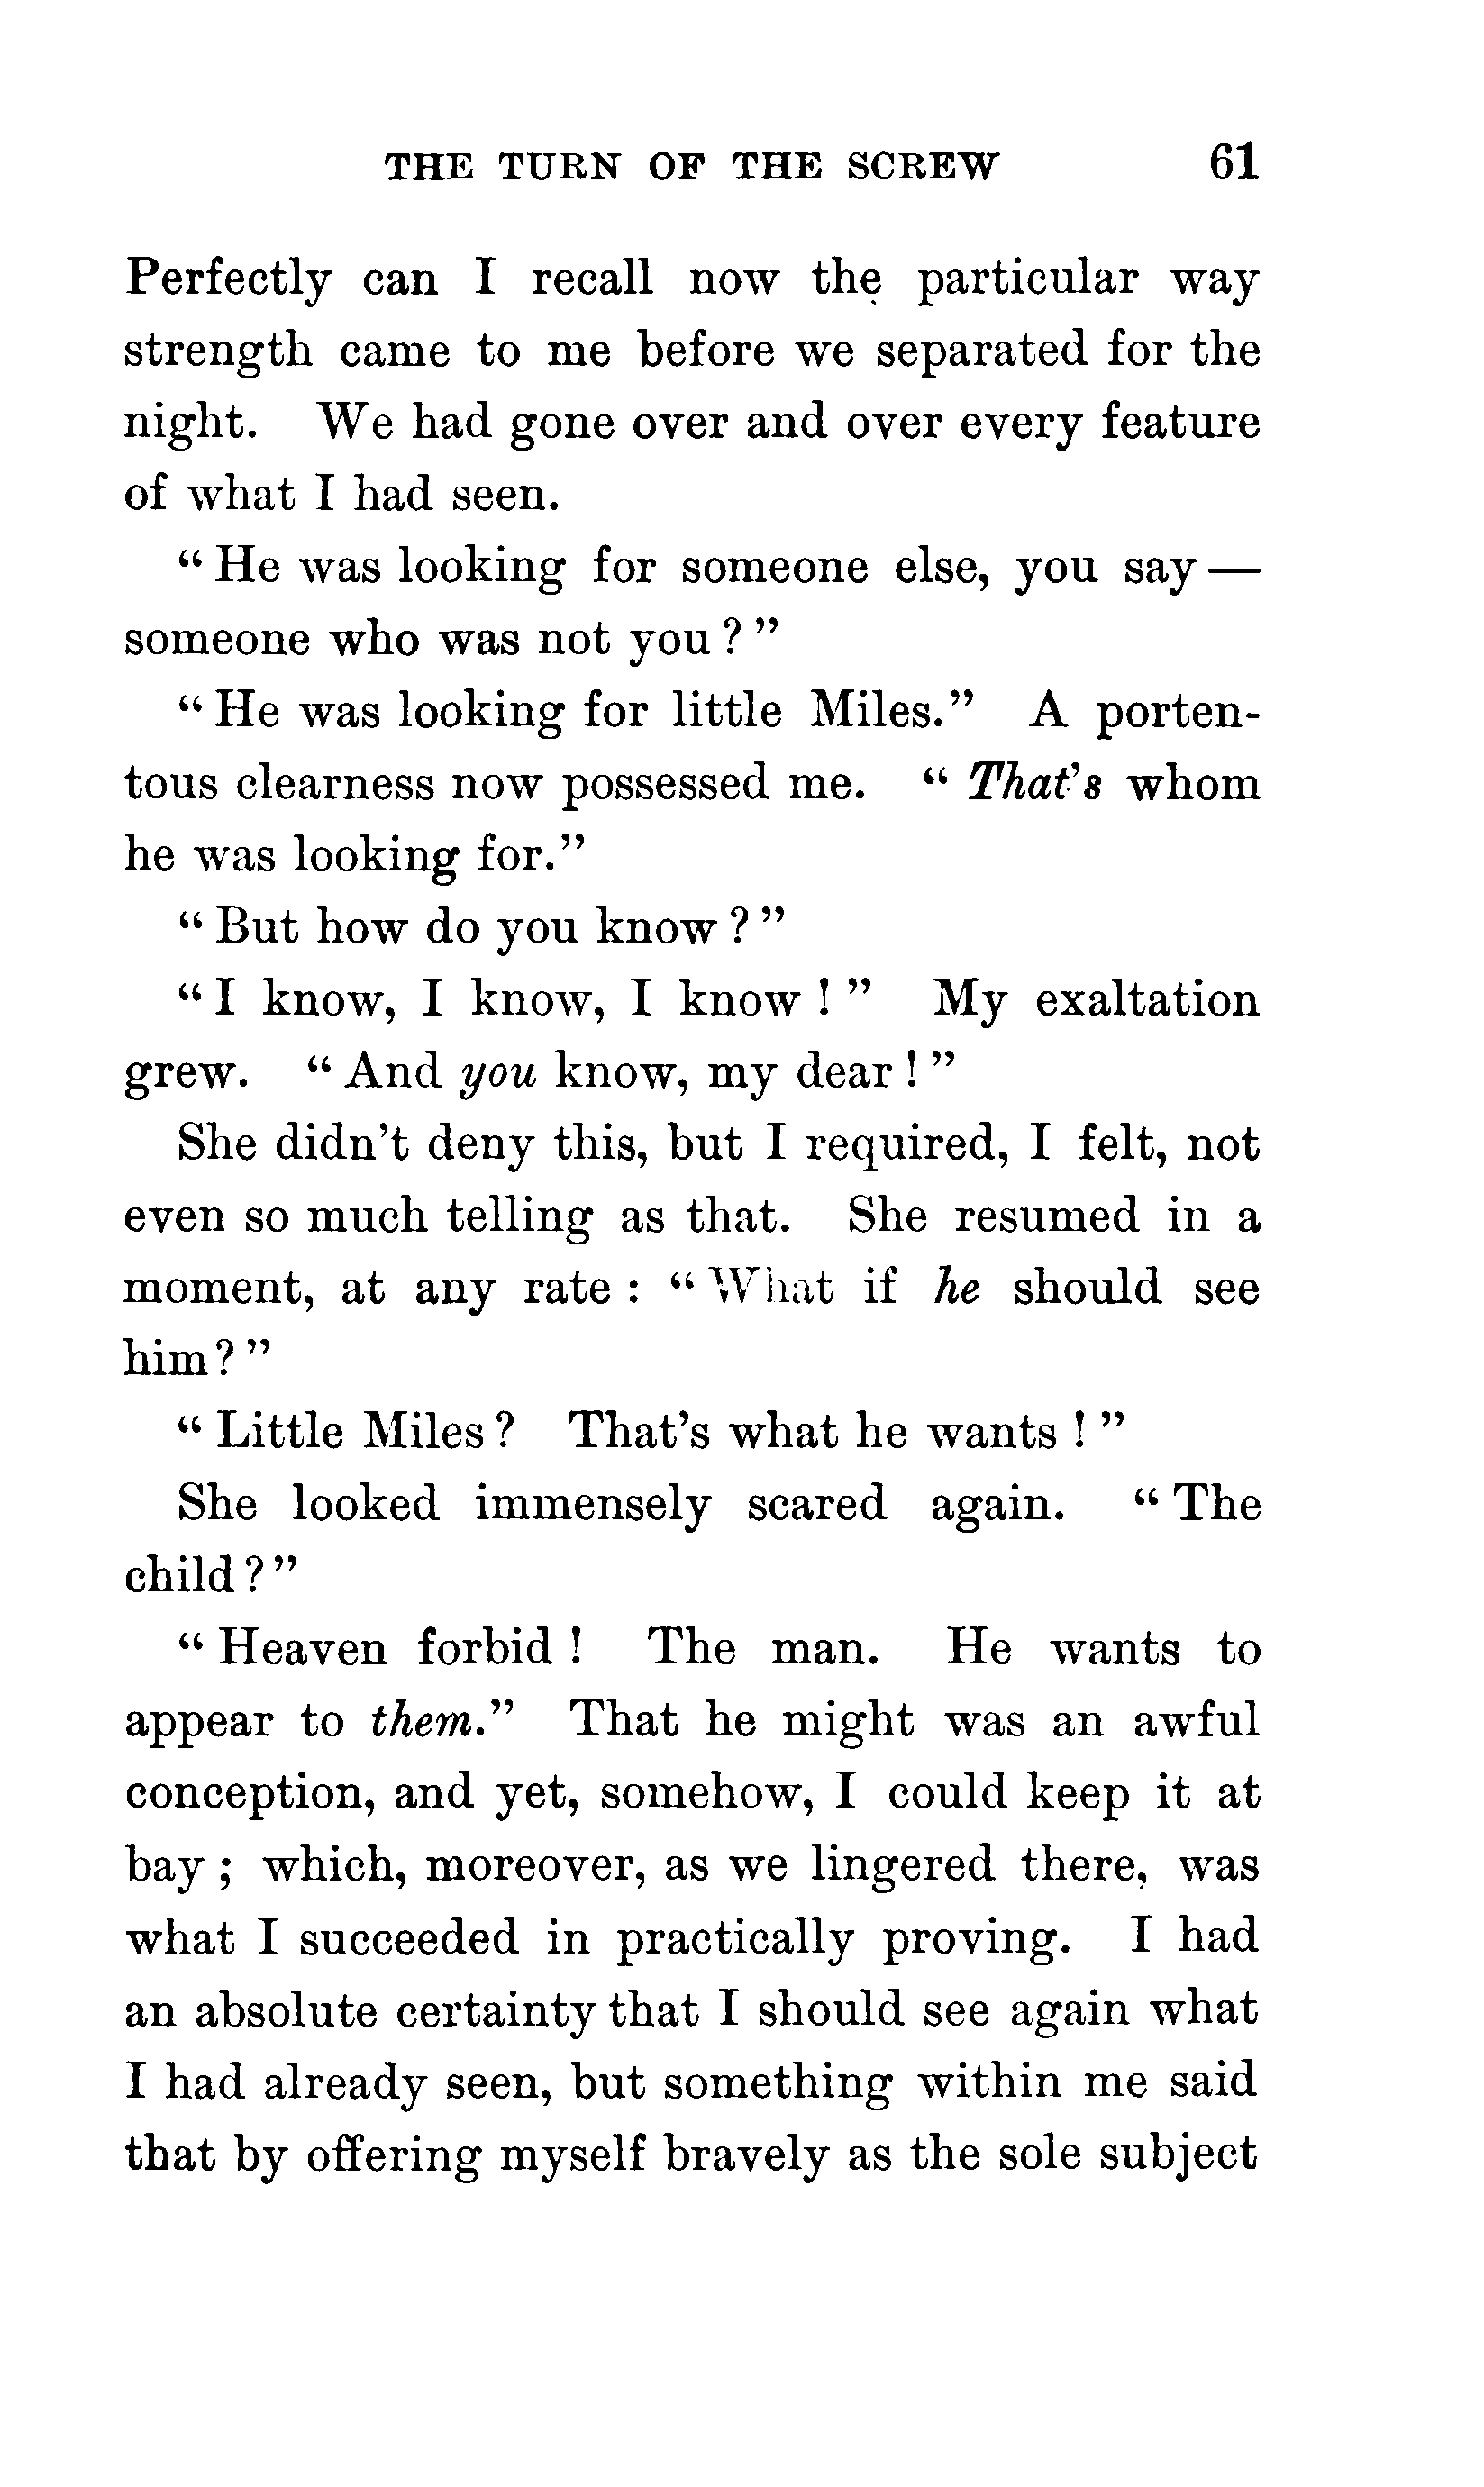 THE TURN OF THE SCREW 61
Perfectly can I recall now the particular way
strength came to me before we separated for the
night. We had gone over and over every feature
of what I had seen.
“ He was looking for someone else, you say —
someone who was not you ? ”
“ He was looking for little Miles.” A porten-
tous clearness now possessed me. “ That's whom
he was looking for.”
“ But how do you know ? ”
“ I know, I know, I know ! ” My exaltation
grew. “ And you know, my dear ! ”
She didn't deny this, but I required, I felt, not
even so much telling as that. She resumed in a
moment, at any rate : “ What if he should see
him ? ”
“ Little Miles ? That's what he wants ! ”
She looked immensely scared again. “ The
child ? ”
“ Heaven forbid ! The man. He wants to
appear to them.” That he might was an awful
conception, and yet, somehow, I could keep it at
bay ; which, moreover, as we lingered there, was
what I succeeded in practically proving. I had
an absolute certainty that I should see again what
I had already seen, but something within me said
that by offering myself bravely as the sole subject